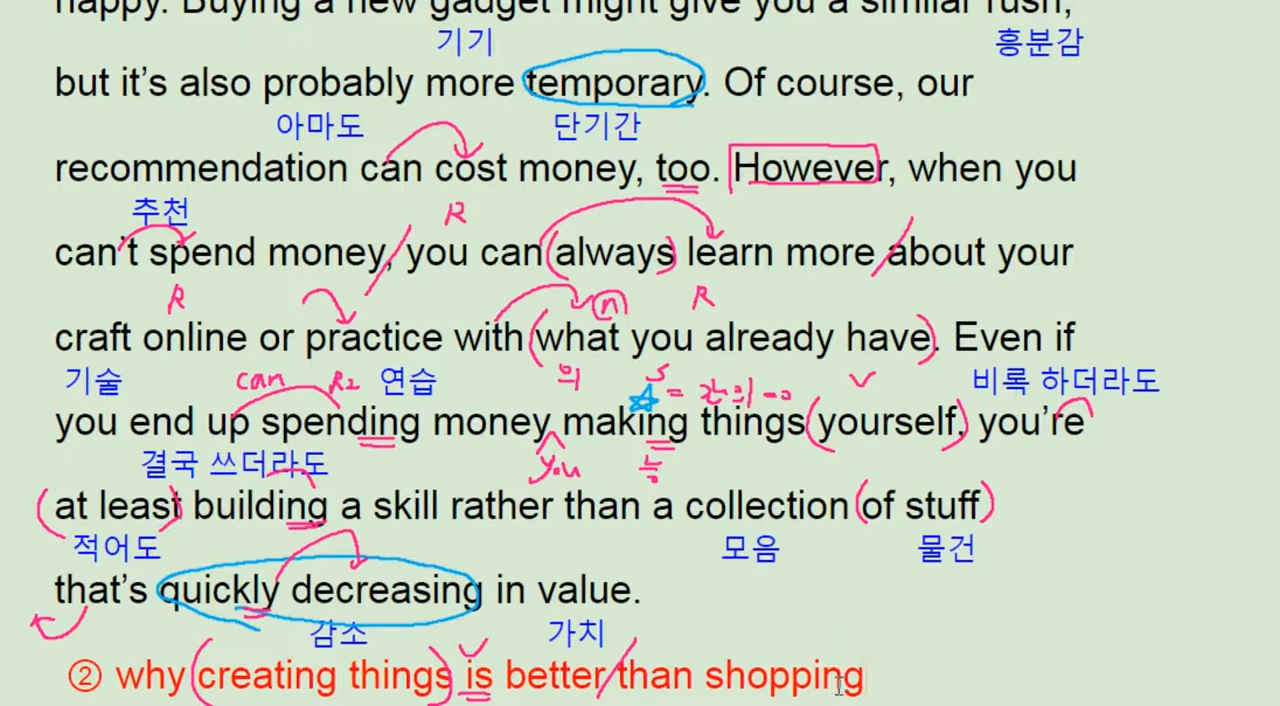 happy. Buying a new gadget might give you a similar rush,
기기 흥분감
but it's also probably more temporary. Of course, our
아마도 단기간
recommendation can cost money, too. However, when you
추천 R
can't spend money, you can always learn more about your
R n R
craft online or practice with what you already have. Even if
기술 can R2 연습 의 S v 비록 하더라도
you end up spending money making things yourself, you're
결국 쓰더라도 you
at least building a skill rather than a collection of stuff
적어도 모음 물건
that's quickly decreasing in value.
감소 가치 v
② why creating things is better than shopping